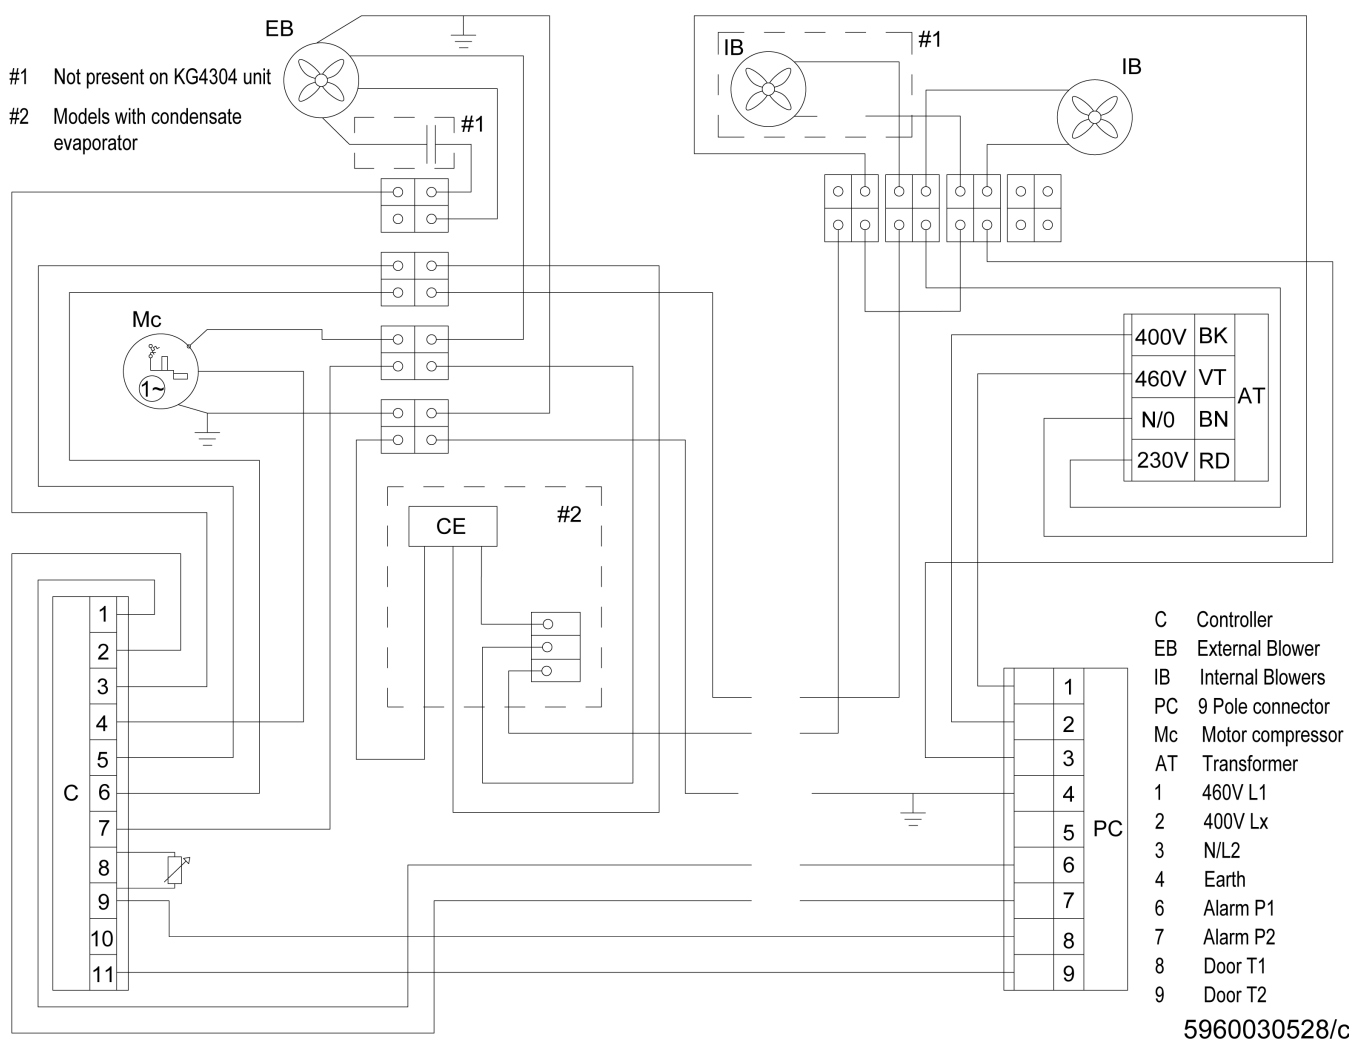 EB
#1 Not present on KG4304 unit
#2 Models with condensate
evaporator
#1
IB
#1
IB
Mc
1~
400V BK
460V VT
N/0 BN
230V RD
AT
CE
#2
C
1
2
3
4
5
6
7
8
9
10
11
1
2
3
4
5
6
7
8
9
PC
C Controller
EB External Blower
IB Internal Blowers
PC 9 Pole connector
Mc Motor compressor
AT Transformer
1 460V L1
2 400V Lx
3 N/L2
4 Earth
6 Alarm P1
7 Alarm P2
8 Door T1
9 Door T2
5960030528/c